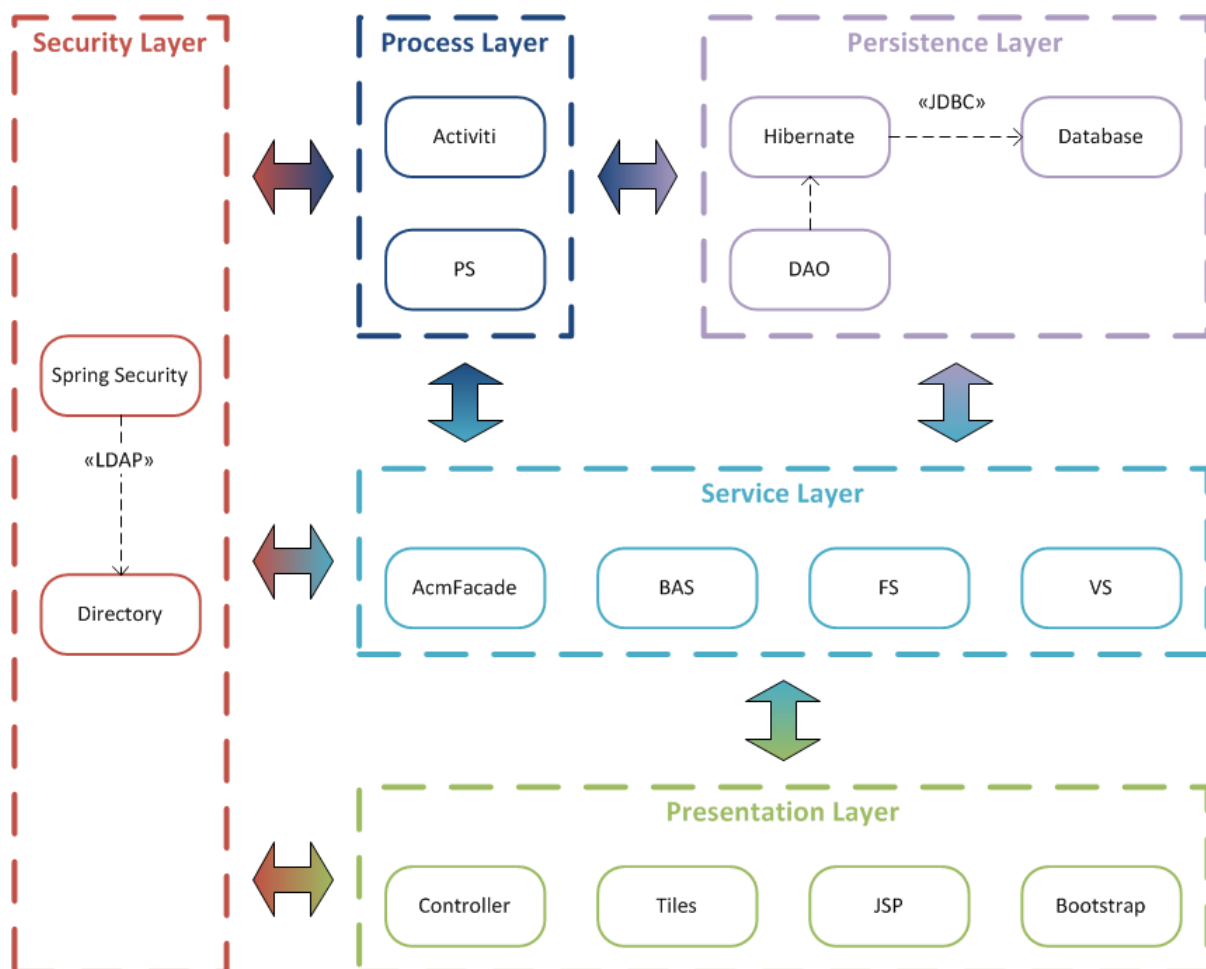 Security Layer
Spring Security
«LDAP»
Directory
Process Layer
Activiti
PS
Persistence Layer
Hibernate
«JDBC»
Database
DAO
Service Layer
AcmFacade
BAS
FS
VS
Presentation Layer
Controller
Tiles
JSP
Bootstrap